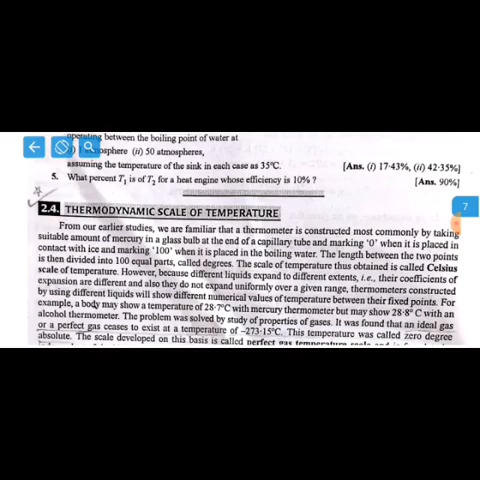 operating between the boiling point of water at
(ii) 50 atmospheres,
assuming the temperature of the sink in each case as 35°C. [Ans. (i) 17·43%, (ii) 42·35%]
5. What percent T₁ is of T₂ for a heat engine whose efficiency is 10% ? [Ans. 90%]
7
2.4. THERMODYNAMIC SCALE OF TEMPERATURE
From our earlier studies, we are familiar that a thermometer is constructed most commonly by taking
suitable amount of mercury in a glass bulb at the end of a capillary tube and marking '0' when it is placed in
contact with ice and marking '100' when it is placed in the boiling water. The length between the two points
is then divided into 100 equal parts, called degrees. The scale of temperature thus obtained is called Celsius
scale of temperature. However, because different liquids expand to different extents, i.e., their coefficients of
expansion are different and also they do not expand uniformly over a given range, thermometers constructed
by using different liquids will show different numerical values of temperature between their fixed points. For
example, a body may show a temperature of 28·7°C with mercury thermometer but may show 28·8° C with an
alcohol thermometer. The problem was solved by study of properties of gases. It was found that an ideal gas
or a perfect gas ceases to exist at a temperature of –273·15°C. This temperature was called zero degree
absolute. The scale developed on this basis is called perfect gas temperature scale and is